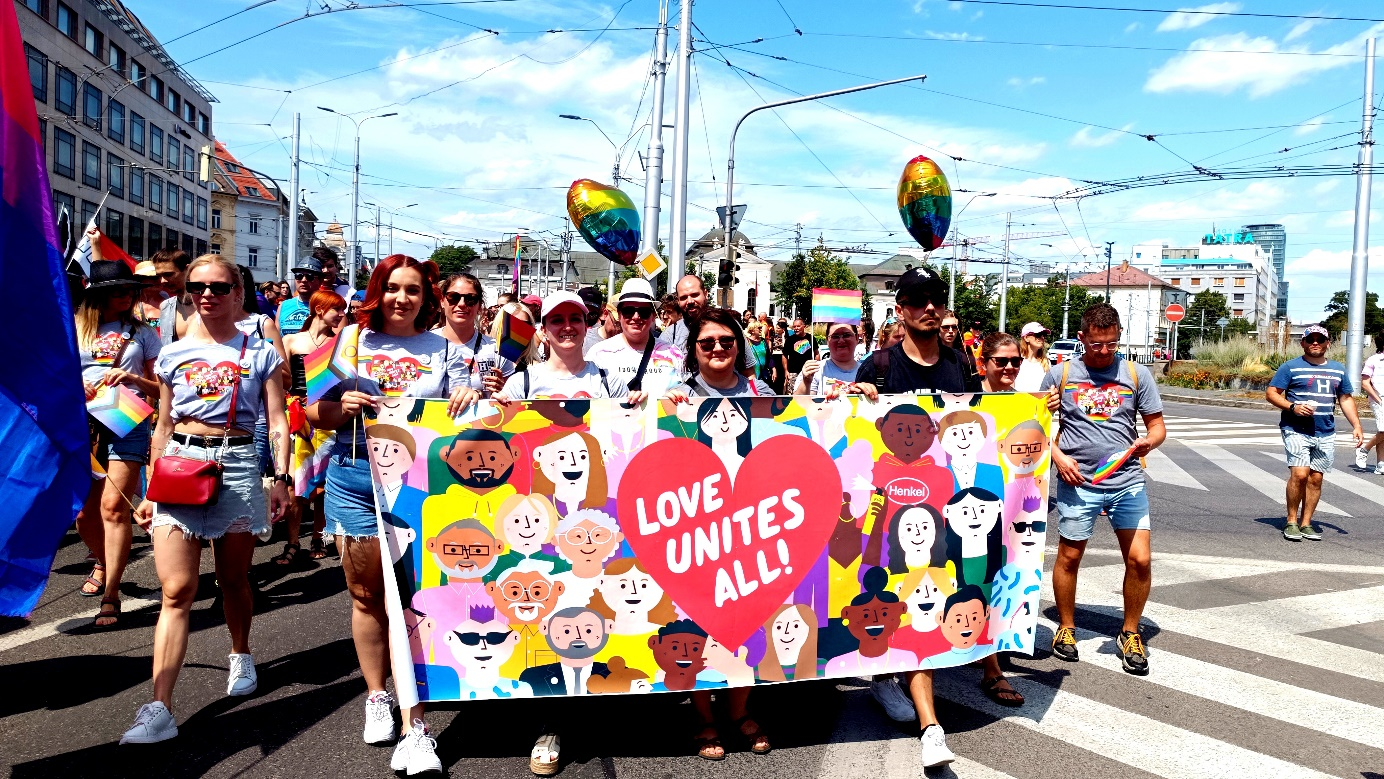 TATRA
LOVE
UNITES
ALL!
Henkel
H